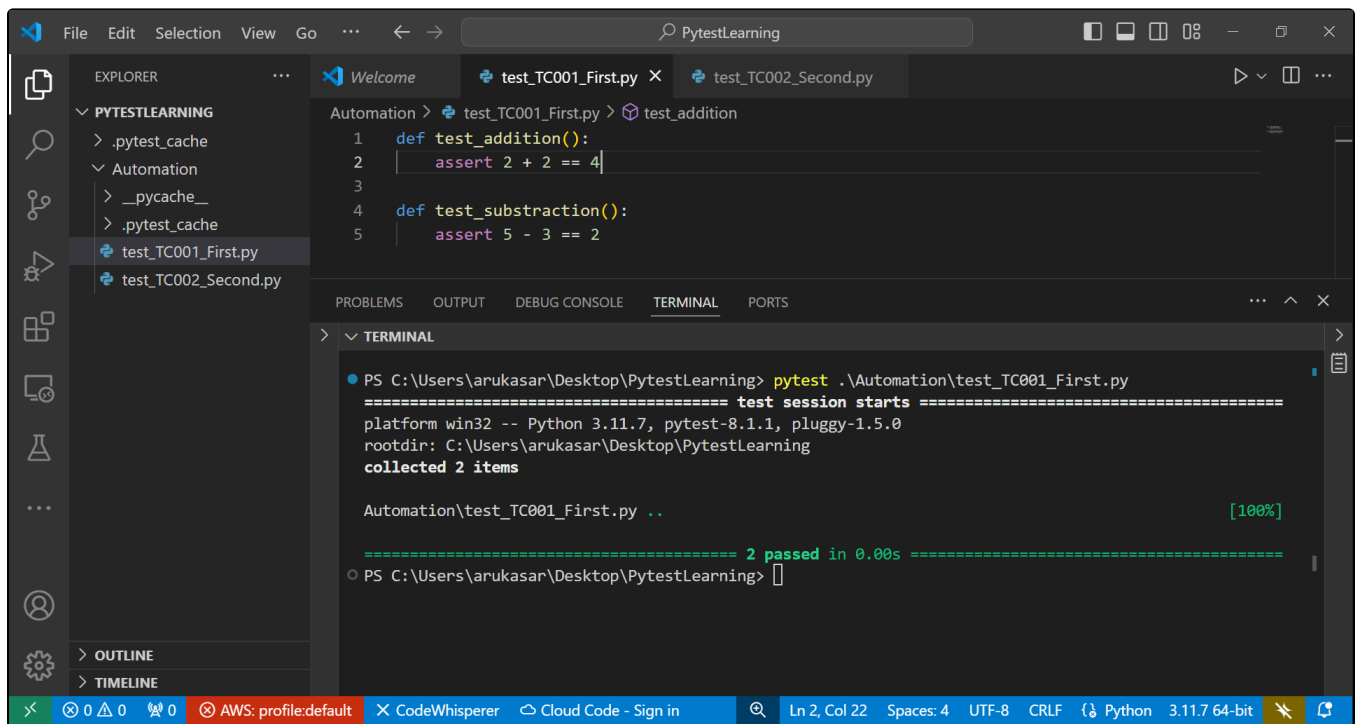 File Edit Selection View Go ··· PytestLearning
EXPLORER ···
PYTESTLEARNING
.pytest_cache
Automation
__pycache__
.pytest_cache
test_TC001_First.py
test_TC002_Second.py
OUTLINE
TIMELINE
Welcome test_TC001_First.py test_TC002_Second.py
Automation > test_TC001_First.py > test_addition
1 def test_addition():
2     assert 2 + 2 == 4
3
4 def test_substraction():
5     assert 5 - 3 == 2
PROBLEMS OUTPUT DEBUG CONSOLE TERMINAL PORTS
TERMINAL
PS C:\Users\arukasar\Desktop\PytestLearning> pytest .\Automation\test_TC001_First.py
======================================== test session starts ========================================
platform win32 -- Python 3.11.7, pytest-8.1.1, pluggy-1.5.0
rootdir: C:\Users\arukasar\Desktop\PytestLearning
collected 2 items
Automation\test_TC001_First.py .. [100%]
========================================= 2 passed in 0.00s =========================================
PS C:\Users\arukasar\Desktop\PytestLearning>
0 0 0 AWS: profile:default CodeWhisperer Cloud Code - Sign in Ln 2, Col 22 Spaces: 4 UTF-8 CRLF Python 3.11.7 64-bit